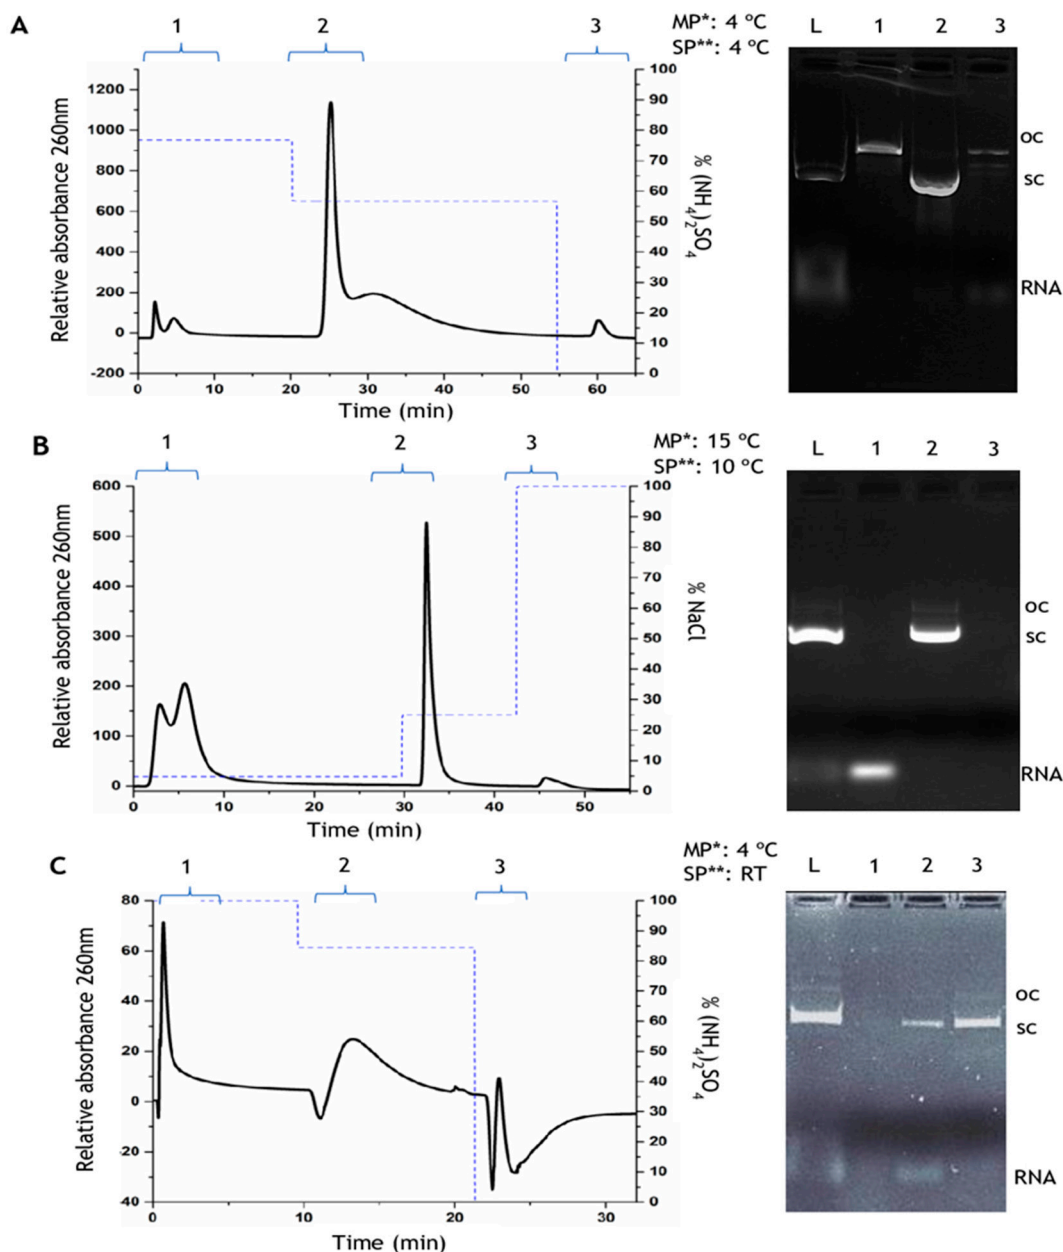 A
1
2
3
MP*: 4 ºC
SP**: 4 ºC
L 1 2 3
1200
1000
800
600
400
200
0
-200
Relative absorbance 260nm
0 10 20 30 40 50 60
Time (min)
100
90
80
70
60
50
40
30
20
10
0
% (NH4)2SO4
OC
SC
RNA
B
1
2
3
MP*: 15 ºC
SP**: 10 ºC
L 1 2 3
600
500
400
300
200
100
0
Relative absorbance 260nm
0 10 20 30 40 50
Time (min)
100
90
80
70
60
50
40
30
20
10
0
% NaCl
OC
SC
RNA
C
1
2
3
MP*: 4 ºC
SP**: RT
L 1 2 3
80
60
40
20
0
-20
-40
Relative absorbance 260nm
0 10 20 30
Time (min)
100
90
80
70
60
50
40
30
20
10
0
% (NH4)2SO4
OC
SC
RNA